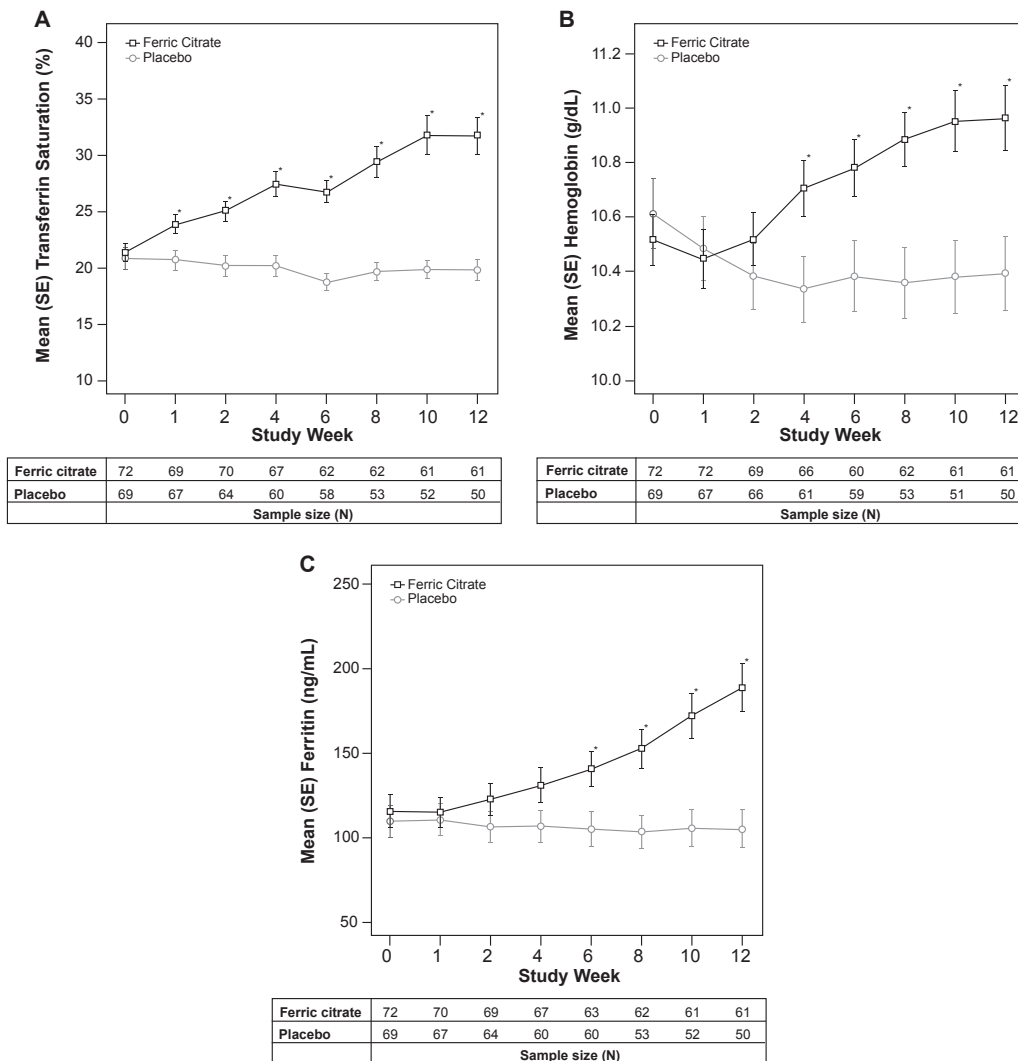 A
Mean (SE) Transferrin Saturation (%)
40
35
30
25
20
15
10
Ferric Citrate
Placebo
* * * * * * *
0 1 2 4 6 8 10 12
Study Week
Ferric citrate 72 69 70 67 62 62 61 61
Placebo 69 67 64 60 58 53 52 50
Sample size (N)
B
Mean (SE) Hemoglobin (g/dL)
11.2
11.0
10.8
10.6
10.4
10.2
10.0
Ferric Citrate
Placebo
* * * * *
0 1 2 4 6 8 10 12
Study Week
Ferric citrate 72 72 69 66 60 62 61 61
Placebo 69 67 66 61 59 53 51 50
Sample size (N)
C
Mean (SE) Ferritin (ng/mL)
250
200
150
100
50
Ferric Citrate
Placebo
* * * *
0 1 2 4 6 8 10 12
Study Week
Ferric citrate 72 70 69 67 63 62 61 61
Placebo 69 67 64 60 60 53 52 50
Sample size (N)